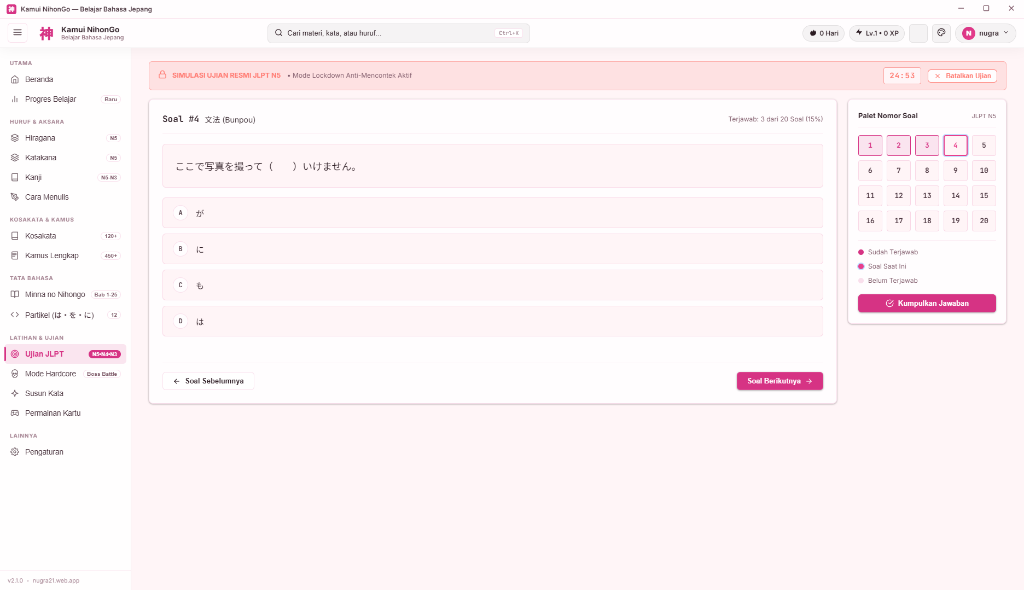 神 Kamui NihonGo — Belajar Bahasa Jepang
神 Kamui NihonGo
Belajar Bahasa Jepang
Cari materi, kata, atau huruf...
Ctrl+K
0 Hari
Lv.1 • 0 XP
N nugra
UTAMA
Beranda
Progres Belajar Baru
HURUF & AKSARA
Hiragana N5
Katakana N5
Kanji N5-N3
Cara Menulis
KOSAKATA & KAMUS
Kosakata 120+
Kamus Lengkap 450+
TATA BAHASA
Minna no Nihongo Bab 1-25
Partikel (は・を・に) 12
LATIHAN & UJIAN
Ujian JLPT N5•N4•N3
Mode Hardcore Boss Battle
Susun Kata
Permainan Kartu
LAINNYA
Pengaturan
v2.1.0 • nugra21.web.app
SIMULASI UJIAN RESMI JLPT N5 • Mode Lockdown Anti-Mencontek Aktif
24:53
Batalkan Ujian
Soal #4 文法 (Bunpou)
Terjawab: 3 dari 20 Soal (15%)
ここで写真を撮って（　　）いけません。
A が
B に
C も
D は
Soal Sebelumnya
Soal Berikutnya
Palet Nomor Soal JLPT N5
1 2 3 4 5
6 7 8 9 10
11 12 13 14 15
16 17 18 19 20
Sudah Terjawab
Soal Saat Ini
Belum Terjawab
Kumpulkan Jawaban